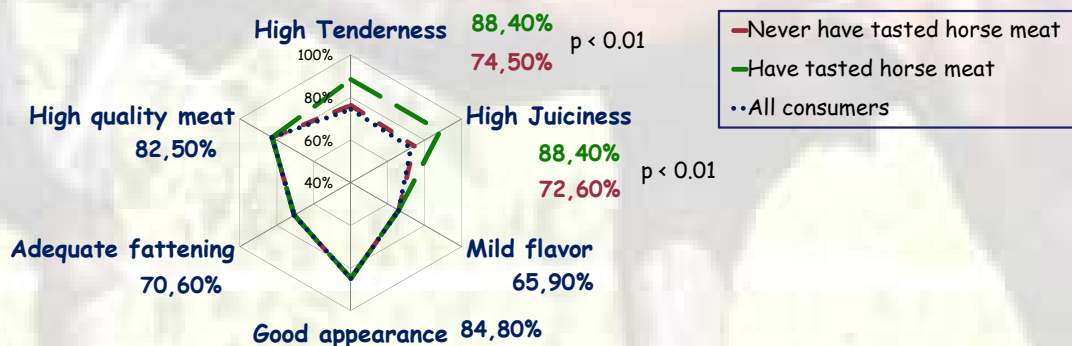 High Tenderness
88,40%
74,50%
p < 0.01
Never have tasted horse meat
Have tasted horse meat
All consumers
100%
80%
60%
40%
High quality meat
82,50%
High Juiciness
88,40%
72,60%
p < 0.01
Adequate fattening
70,60%
Mild flavor
65,90%
Good appearance 84,80%